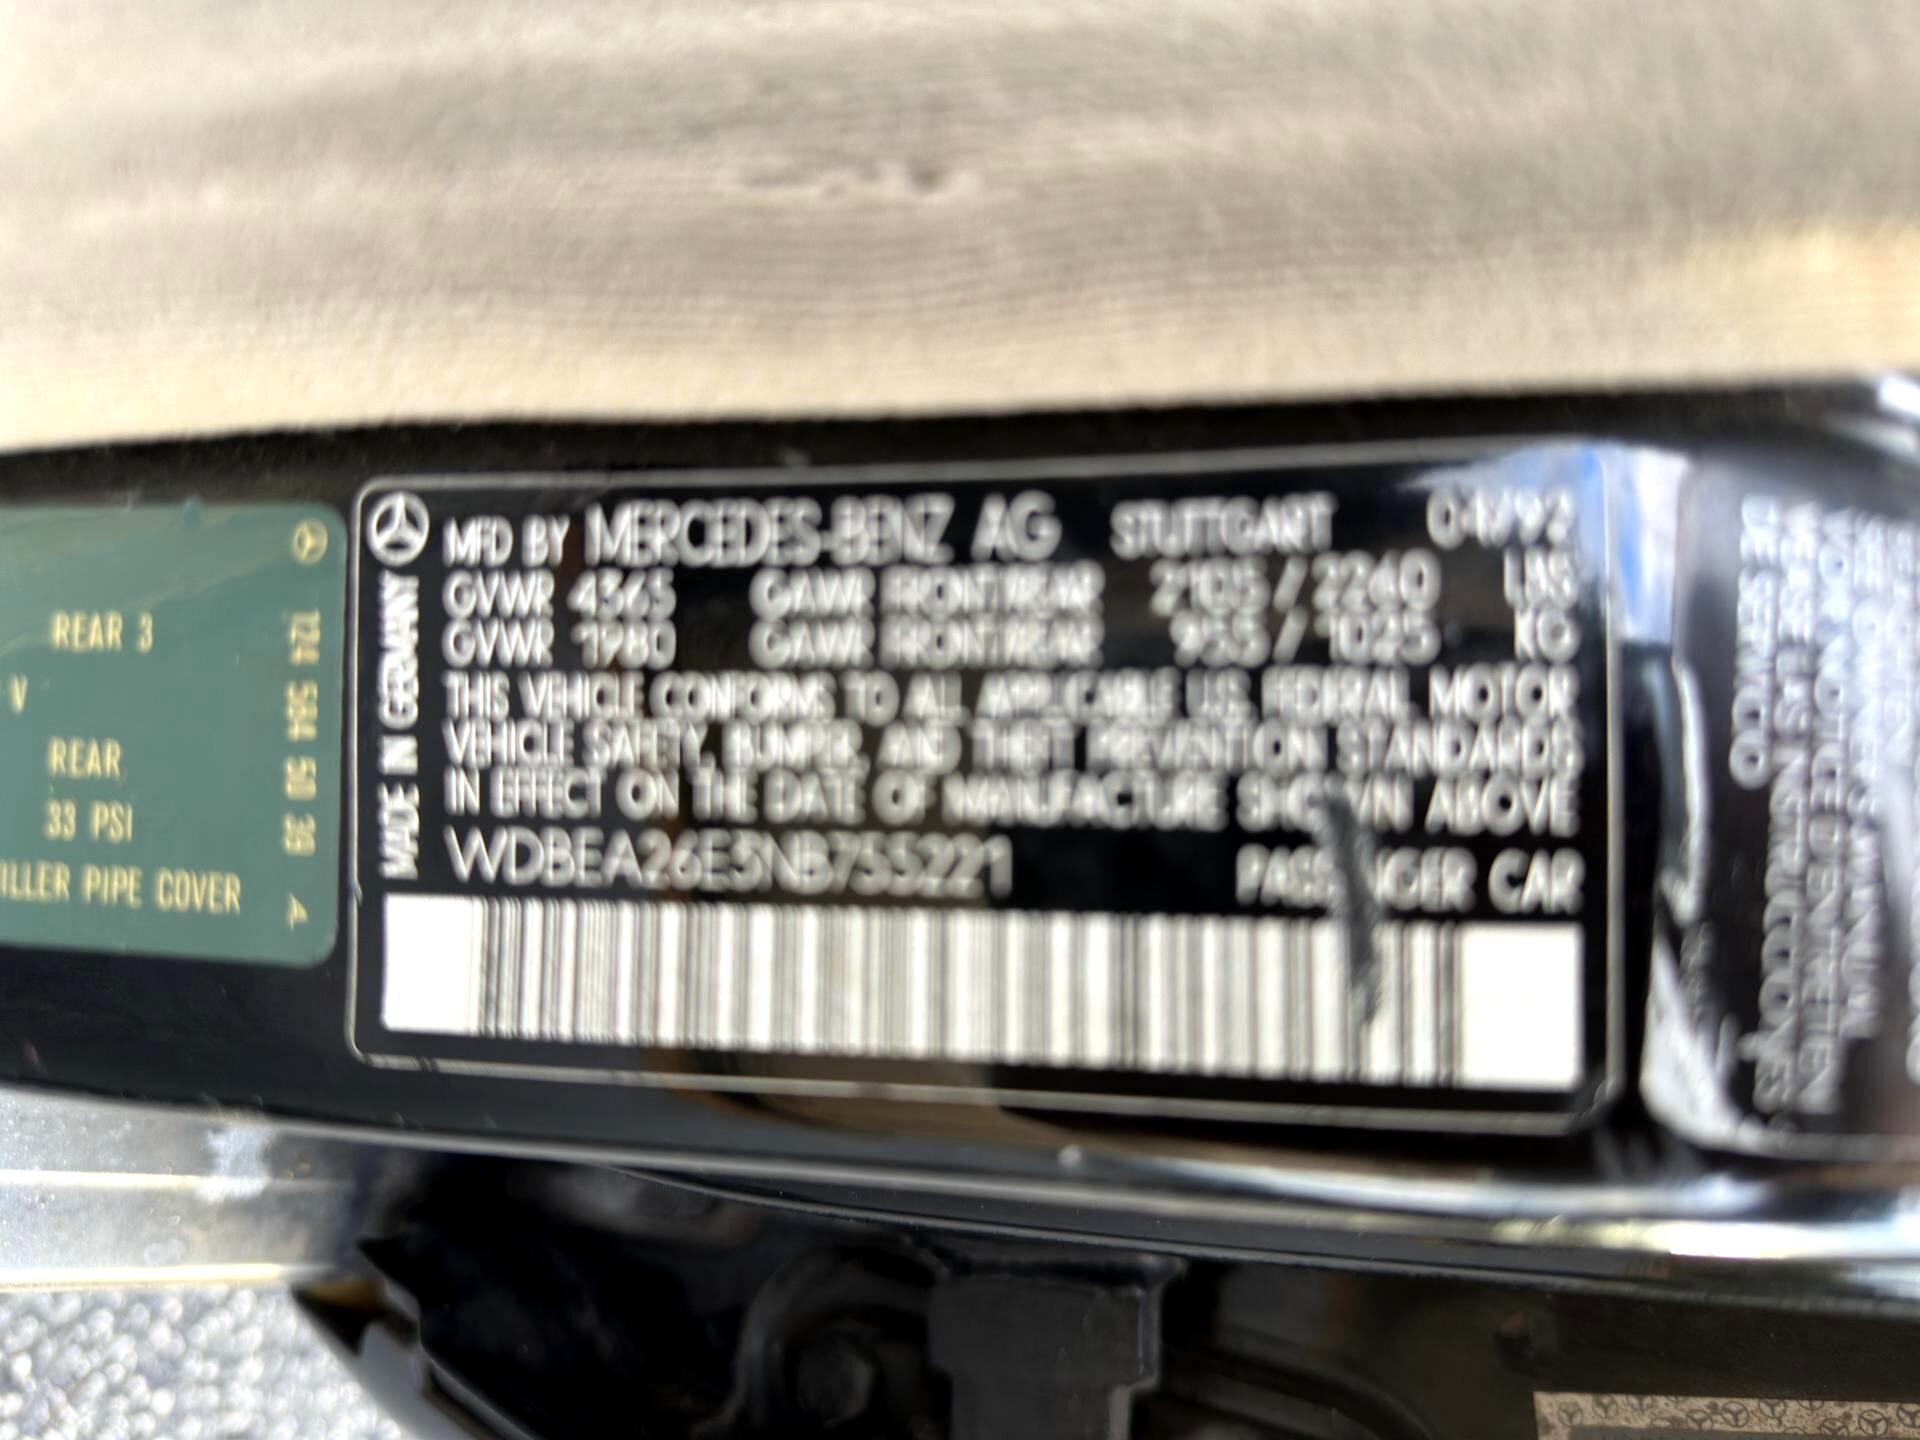 REAR 3
V
REAR
33 PSI
ILLER PIPE COVER
124 584 50 39 A
MADE IN GERMANY
MFD BY MERCEDES-BENZ AG STUTTGART 04/92
GVWR 4365 GAWR FRONT/REAR 2105/2260 LBS
GVWR 1980 GAWR FRONT/REAR 955/1025 KG
THIS VEHICLE CONFORMS TO ALL APPLICABLE U.S. FEDERAL MOTOR
VEHICLE SAFETY, BUMPER, AND THEFT PREVENTION STANDARDS
IN EFFECT ON THE DATE OF MANUFACTURE SHOWN ABOVE
WDBEA26E5NB755221 PASSENGER CAR